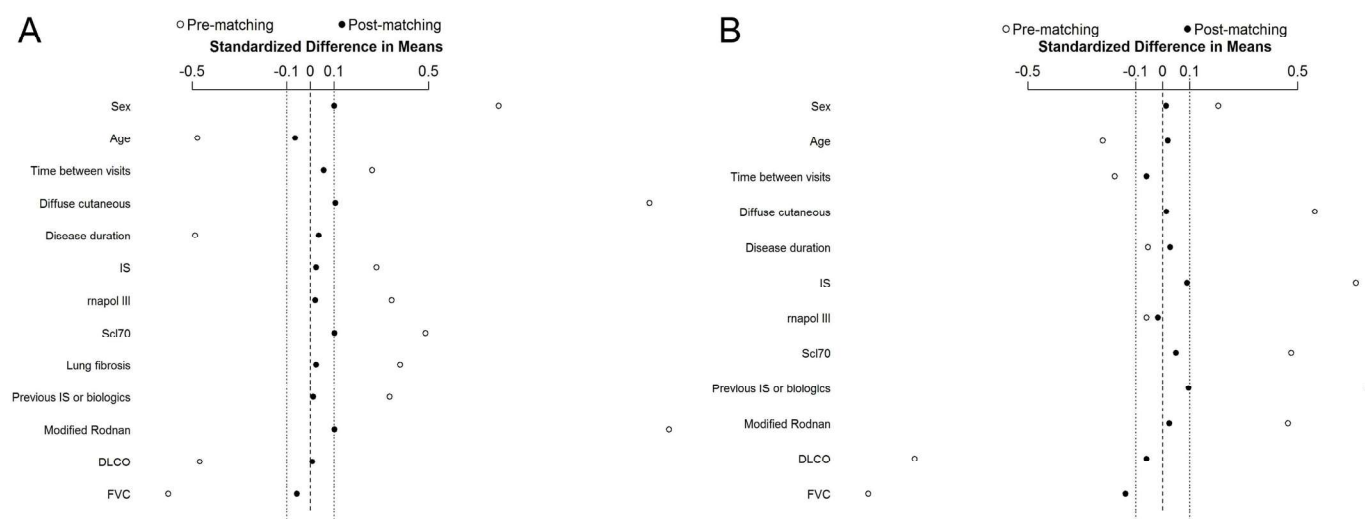 A
○ Pre-matching ● Post-matching
Standardized Difference in Means
-0.5 -0.1 0 0.1 0.5
Sex
Age
Time between visits
Diffuse cutaneous
Disease duration
IS
rnapol III
Scl70
Lung fibrosis
Previous IS or biologics
Modified Rodnan
DLCO
FVC
B
○ Pre-matching ● Post-matching
Standardized Difference in Means
-0.5 -0.1 0 0.1 0.5
Sex
Age
Time between visits
Diffuse cutaneous
Disease duration
IS
rnapol III
Scl70
Previous IS or biologics
Modified Rodnan
DLCO
FVC